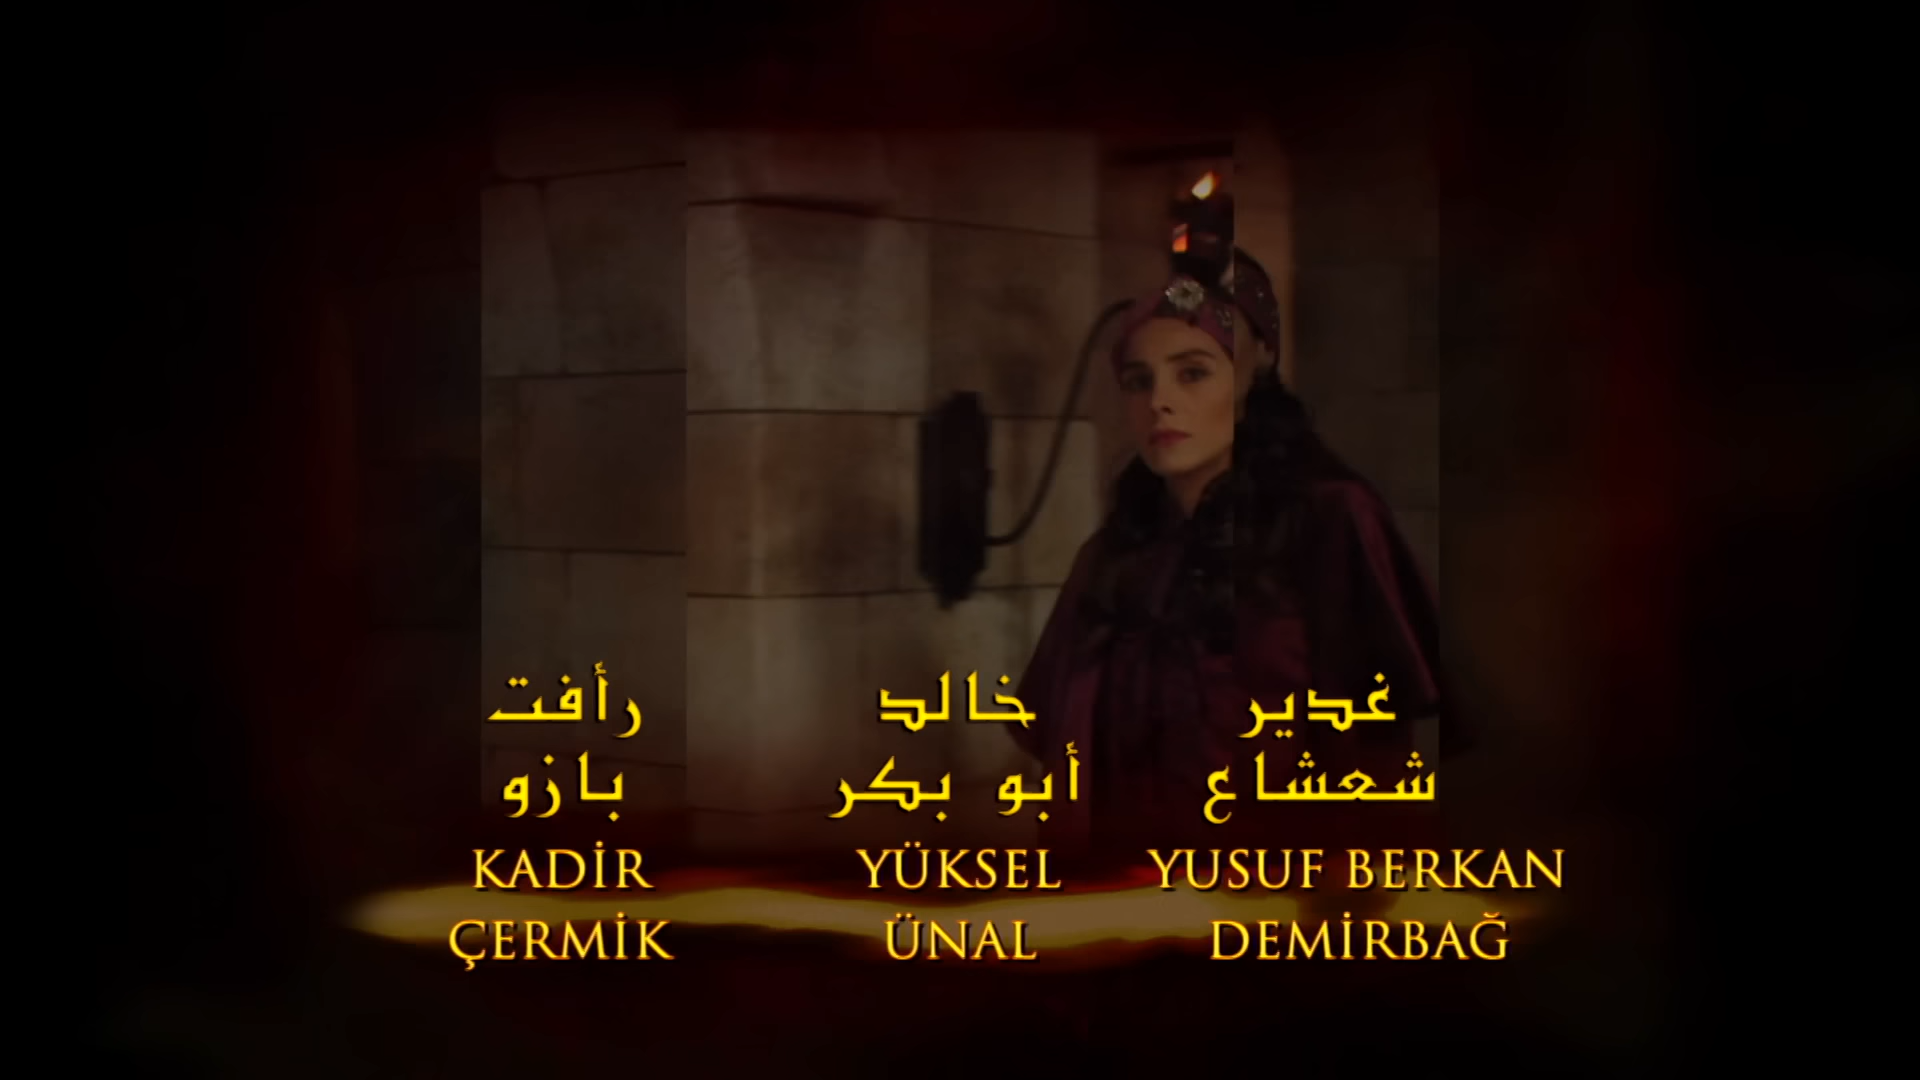 رأفت
بازو
KADİR
ÇERMİK
خالد
أبو بكر
YÜKSEL
ÜNAL
غدير
شعشاع
YUSUF BERKAN
DEMİRBAĞ